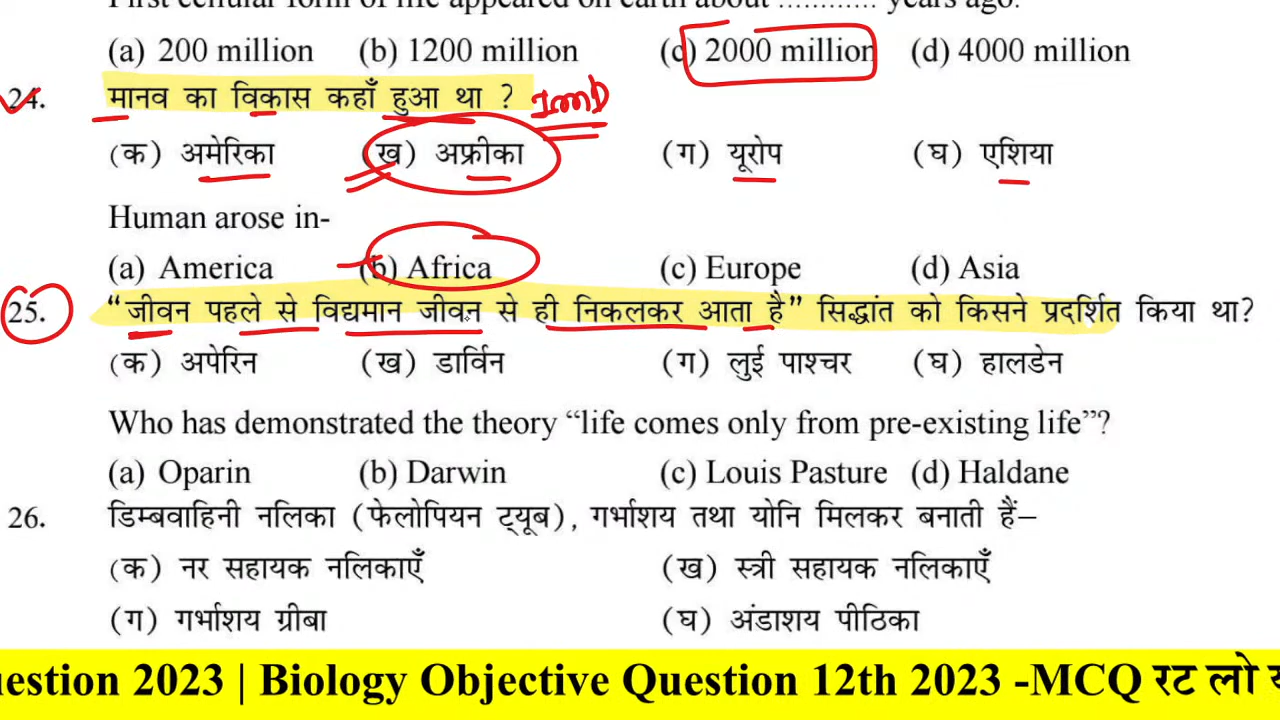 First cellular form of life appeared on earth about ............ years ago.
(a) 200 million (b) 1200 million (c) 2000 million (d) 4000 million
24. मानव का विकास कहाँ हुआ था ? Imp
(क) अमेरिका (ख) अफ्रीका (ग) यूरोप (घ) एशिया
Human arose in-
(a) America (b) Africa (c) Europe (d) Asia
25. “जीवन पहले से विद्यमान जीवन से ही निकलकर आता है” सिद्धांत को किसने प्रदर्शित किया था?
(क) अपेरिन (ख) डार्विन (ग) लुई पाश्चर (घ) हालडेन
Who has demonstrated the theory “life comes only from pre-existing life”?
(a) Oparin (b) Darwin (c) Louis Pasture (d) Haldane
26. डिम्बवाहिनी नलिका (फेलोपियन ट्यूब), गर्भाशय तथा योनि मिलकर बनाती हैं–
(क) नर सहायक नलिकाएँ (ख) स्त्री सहायक नलिकाएँ
(ग) गर्भाशय ग्रीबा (घ) अंडाशय पीठिका
uestion 2023 | Biology Objective Question 12th 2023 -MCQ रट लो